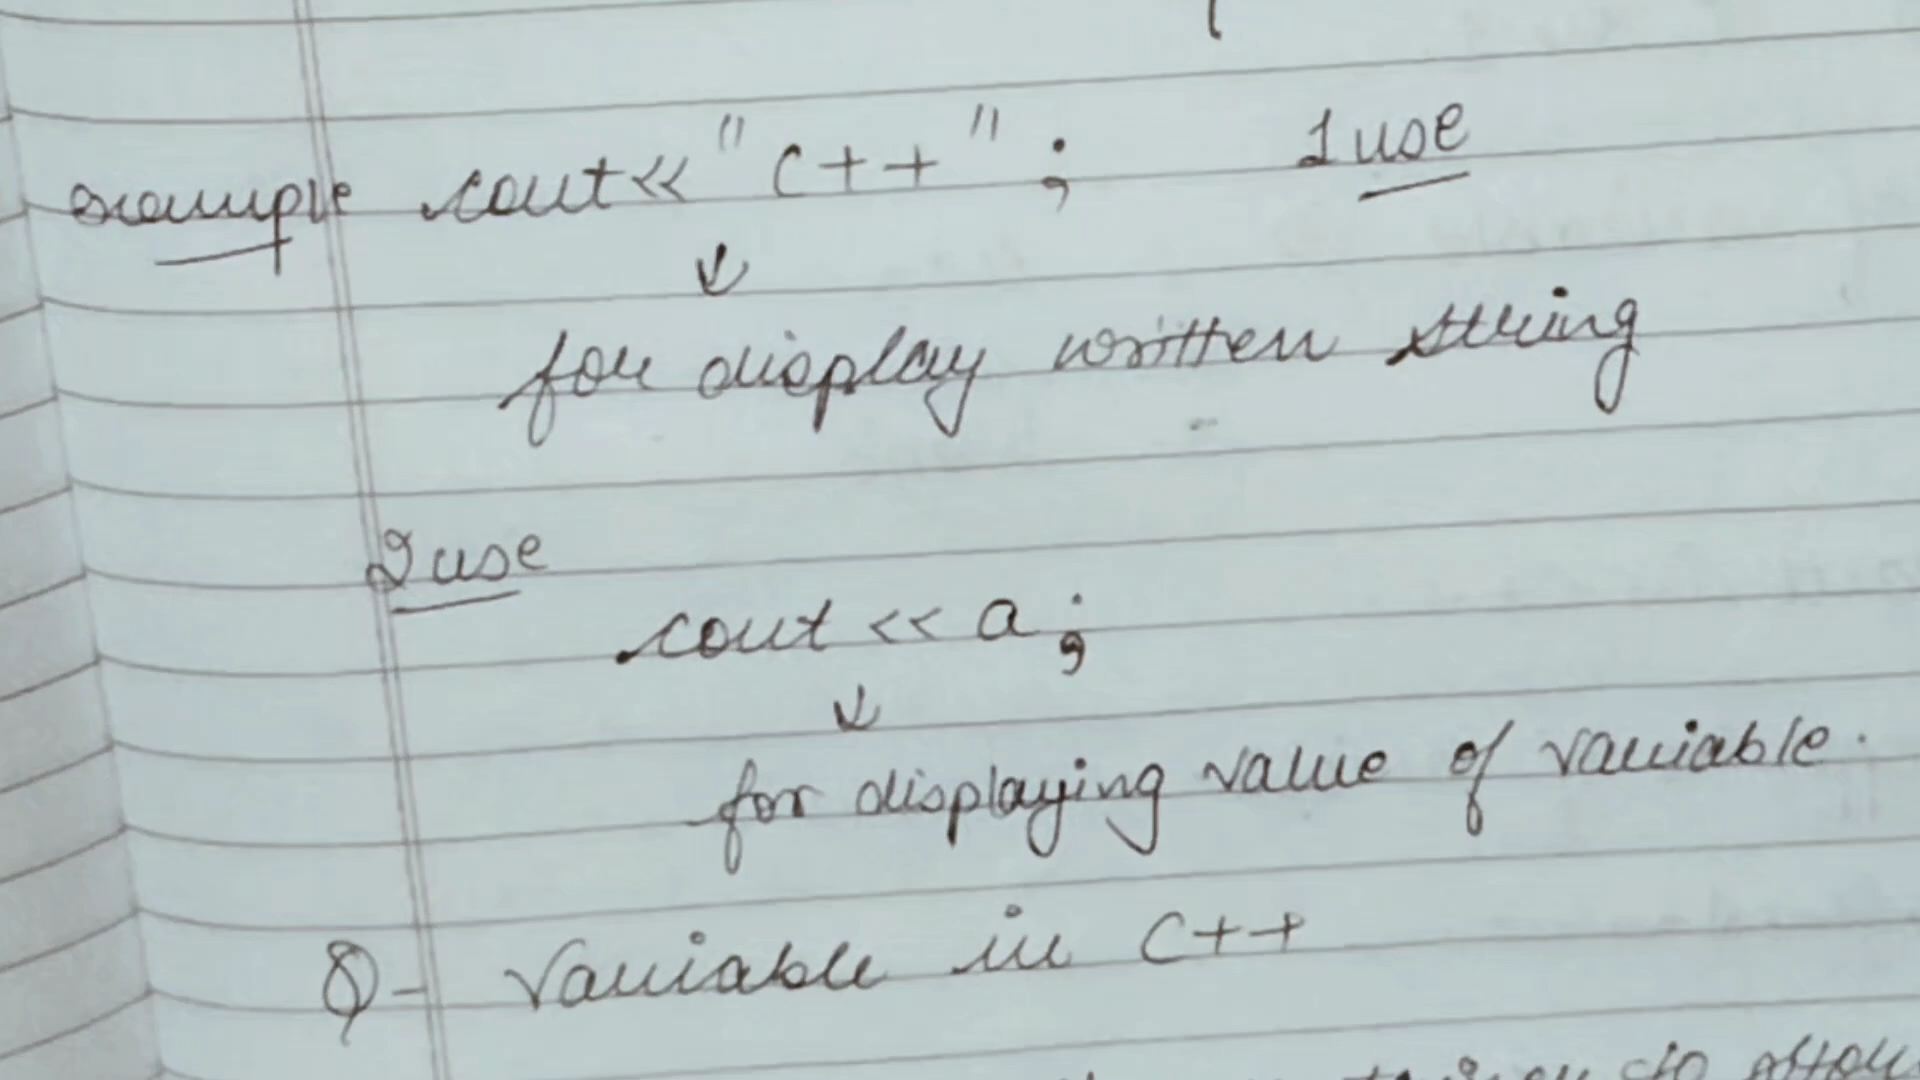 example cout<< "C++" ; 1 use
↓
for display written string
2 use
cout << a ;
↓
for displaying value of variable.
Q- Variable in C++